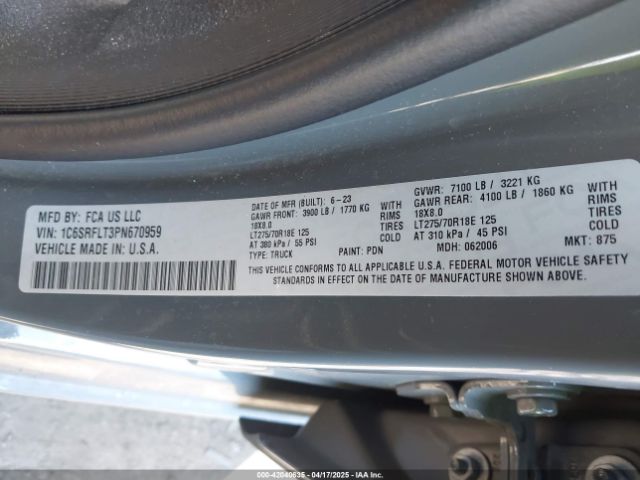 MFD BY: FCA US LLC
VIN: 1C6SRFLT3PN670959
VEHICLE MADE IN U.S.A.
DATE OF MFR (BUILT): 6-23
GAWR FRONT: 3900 LB / 1770 KG WITH
18X8.0 RIMS
LT275/70R18E 125 TIRES
AT 380 kPa / 55 PSI COLD
TYPE: TRUCK PAINT: PDN
GVWR: 7100 LB / 3221 KG
GAWR REAR: 4100 LB / 1860 KG WITH
18X8.0 RIMS
LT275/70R18E 125 TIRES
AT 310 kPa / 45 PSI COLD
MDH: 062006 MKT: 875
THIS VEHICLE CONFORMS TO ALL APPLICABLE U.S.A. FEDERAL MOTOR VEHICLE SAFETY
STANDARDS IN EFFECT ON THE DATE OF MANUFACTURE SHOWN ABOVE.
000-42040635 - 04/17/2025 - IAAI.COM